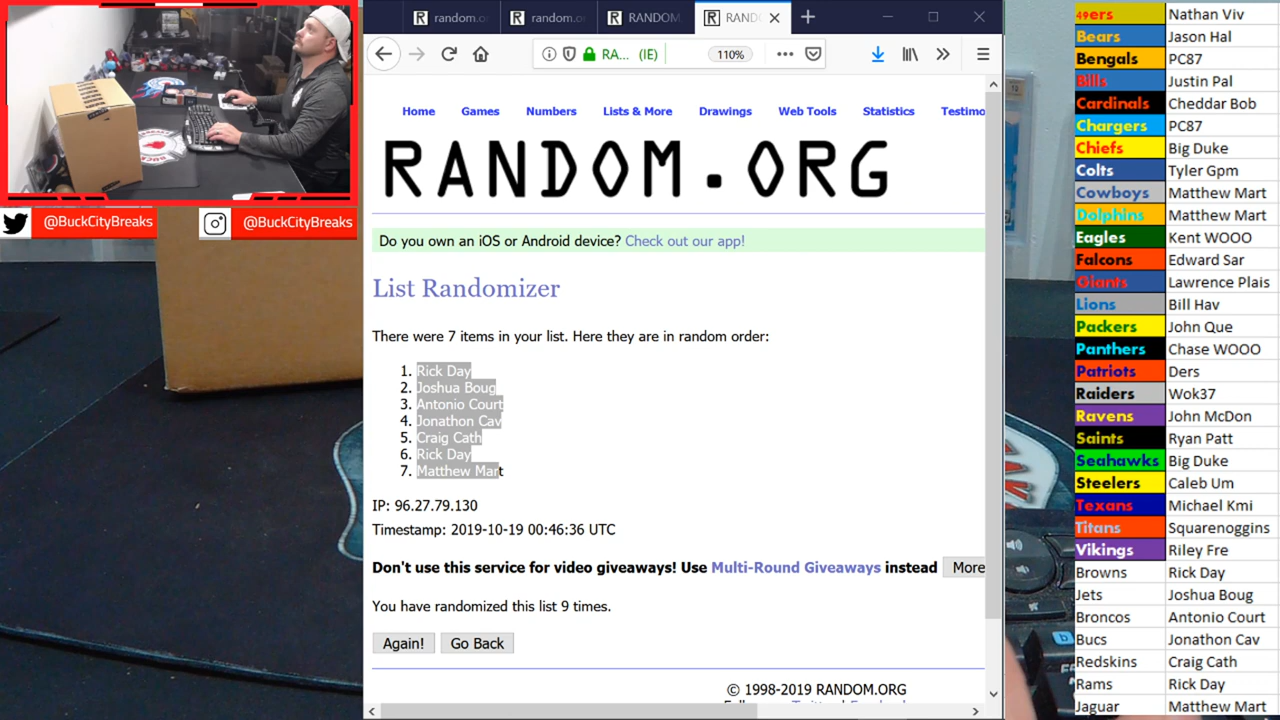 @BuckCityBreaks
@BuckCityBreaks
random.o
random.o
RANDOM
RAND
RA... (IE)
110%
Home Games Numbers Lists & More Drawings Web Tools Statistics Testimo
RANDOM.ORG
Do you own an iOS or Android device? Check out our app!
List Randomizer
There were 7 items in your list. Here they are in random order:
1. Rick Day
2. Joshua Boug
3. Antonio Court
4. Jonathon Cav
5. Craig Cath
6. Rick Day
7. Matthew Mart
IP: 96.27.79.130
Timestamp: 2019-10-19 00:46:36 UTC
Don't use this service for video giveaways! Use Multi-Round Giveaways instead More
You have randomized this list 9 times.
Again! Go Back
© 1998-2019 RANDOM.ORG
49ers Nathan Viv
Bears Jason Hal
Bengals PC87
Bills Justin Pal
Cardinals Cheddar Bob
Chargers PC87
Chiefs Big Duke
Colts Tyler Gpm
Cowboys Matthew Mart
Dolphins Matthew Mart
Eagles Kent WOOO
Falcons Edward Sar
Giants Lawrence Plais
Lions Bill Hav
Packers John Que
Panthers Chase WOOO
Patriots Ders
Raiders Wok37
Ravens John McDon
Saints Ryan Patt
Seahawks Big Duke
Steelers Caleb Um
Texans Michael Kmi
Titans Squarenoggins
Vikings Riley Fre
Browns Rick Day
Jets Joshua Boug
Broncos Antonio Court
Bucs Jonathon Cav
Redskins Craig Cath
Rams Rick Day
Jaguar Matthew Mart